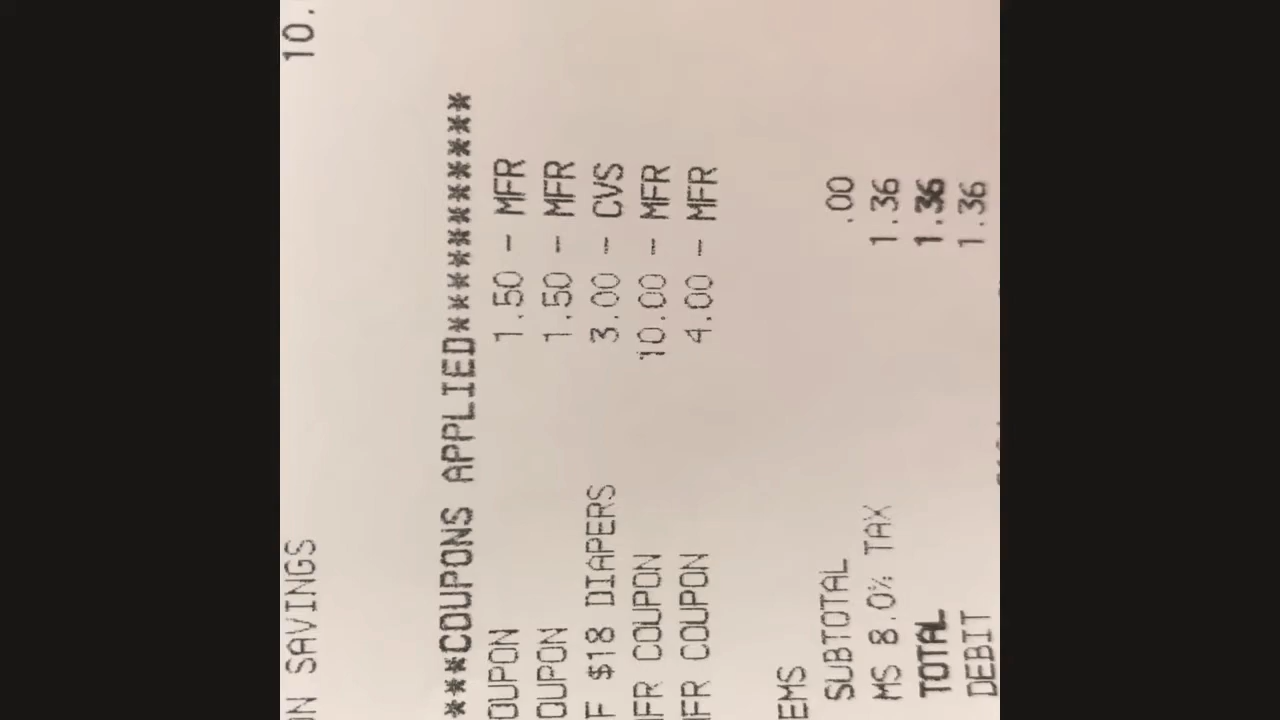 ON SAVINGS 10.
***COUPONS APPLIED**********
OUPON 1.50 - MFR
OUPON 1.50 - MFR
F $18 DIAPERS 3.00 - CVS
MFR COUPON 10.00 - MFR
MFR COUPON 4.00 - MFR
EMS
SUBTOTAL .00
MS 8.0% TAX 1.36
TOTAL 1.36
DEBIT 1.36